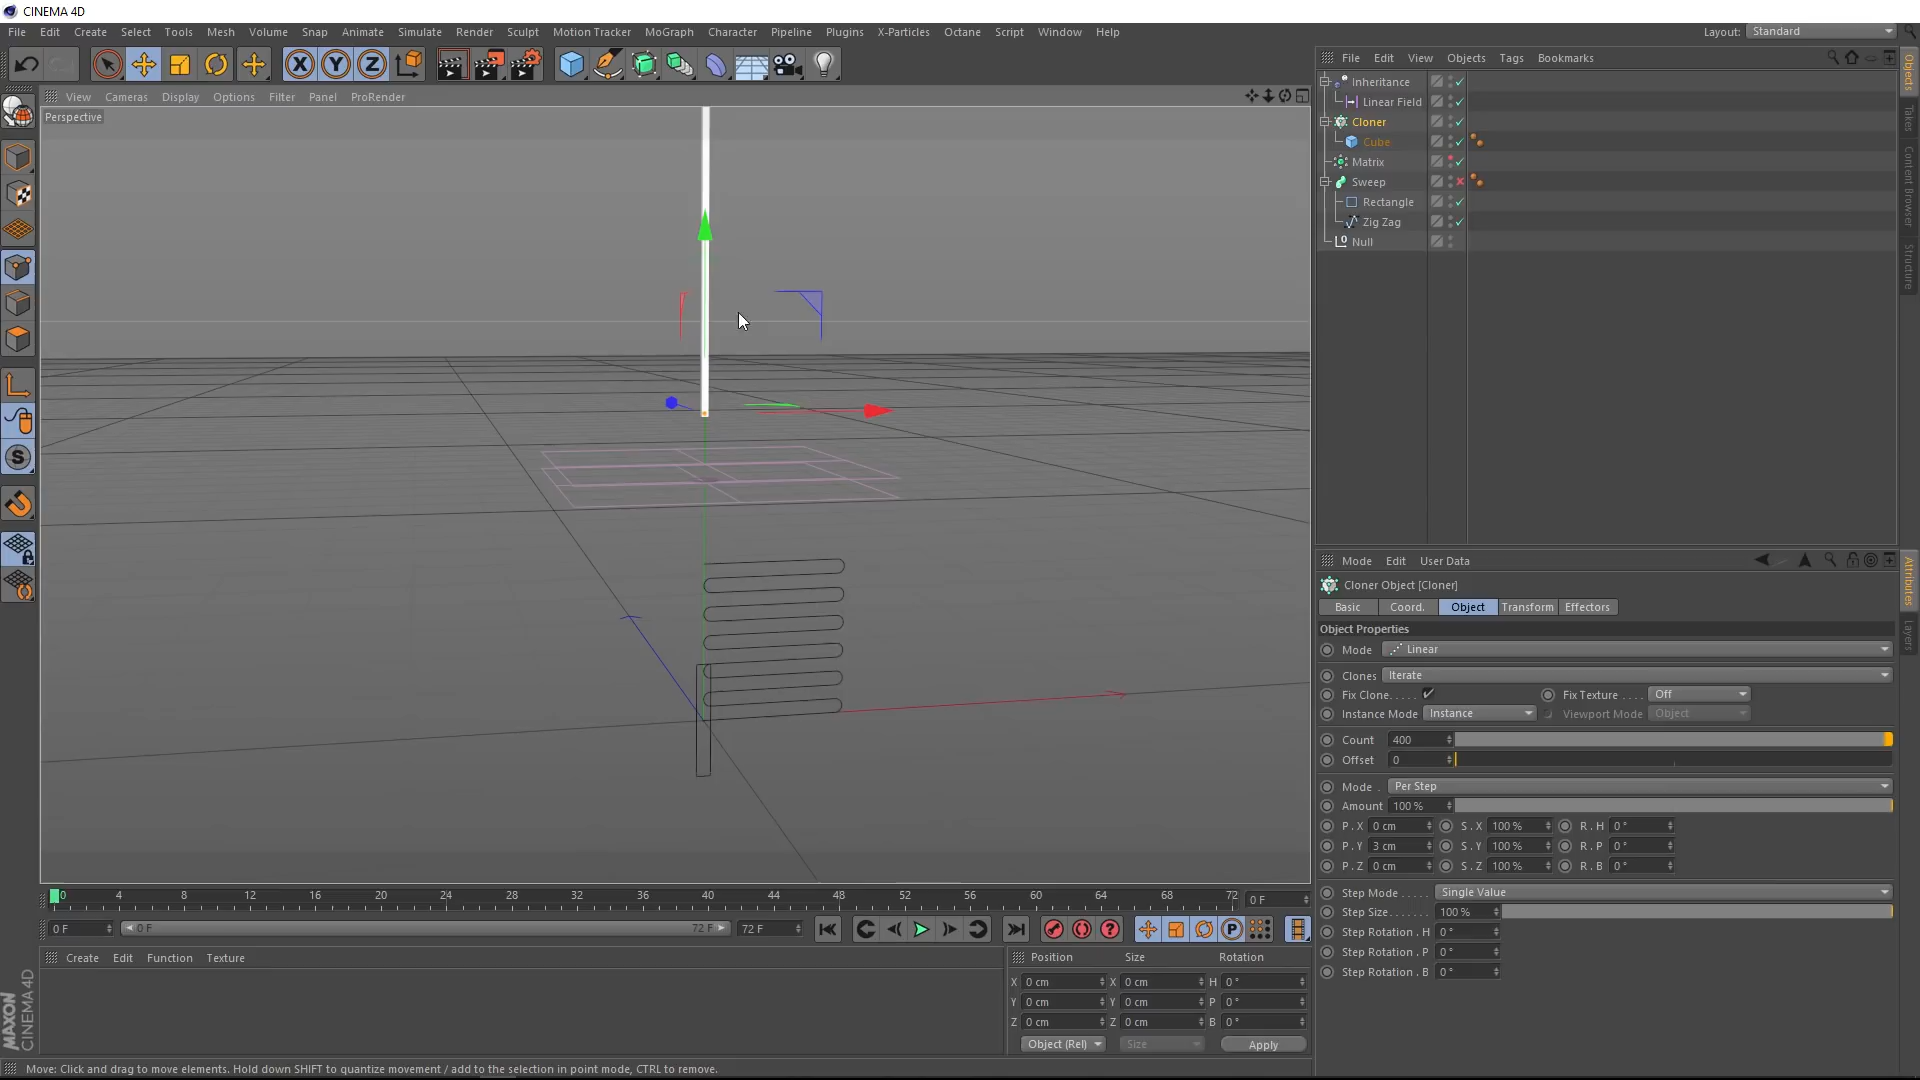 CINEMA 4D
File Edit Create Select Tools Mesh Volume Snap Animate Simulate Render Sculpt Motion Tracker MoGraph Character Pipeline Plugins X-Particles Octane Script Window Help
Layout: Standard
X Y Z
File Edit View Objects Tags Bookmarks
View Cameras Display Options Filter Panel ProRender
Perspective
Inheritance
Linear Field
Cloner
Cube
Matrix
Sweep
Rectangle
Zig Zag
Null
Objects
Takes
Content Browser
Structure
Mode Edit User Data
Cloner Object [Cloner]
Basic Coord. Object Transform Effectors
Object Properties
Mode Linear
Clones Iterate
Fix Clone..... Fix Texture .... Off
Instance Mode Instance Viewport Mode Object
Count 400
Offset 0
Mode . Per Step
Amount 100 %
P . X 0 cm S . X 100 % R . H 0 °
P . Y 3 cm S . Y 100 % R . P 0 °
P . Z 0 cm S . Z 100 % R . B 0 °
Step Mode ..... Single Value
Step Size....... 100 %
Step Rotation . H 0 °
Step Rotation . P 0 °
Step Rotation . B 0 °
Attributes
Layers
0 4 8 12 16 20 24 28 32 36 40 44 48 52 56 60 64 68 72 0 F
0 F 0 F 72 F 72 F
Create Edit Function Texture
Position Size Rotation
X 0 cm X 0 cm H 0 °
Y 0 cm Y 0 cm P 0 °
Z 0 cm Z 0 cm B 0 °
Object (Rel) Size Apply
MAXON
CINEMA 4D
Move: Click and drag to move elements. Hold down SHIFT to quantize movement / add to the selection in point mode, CTRL to remove.